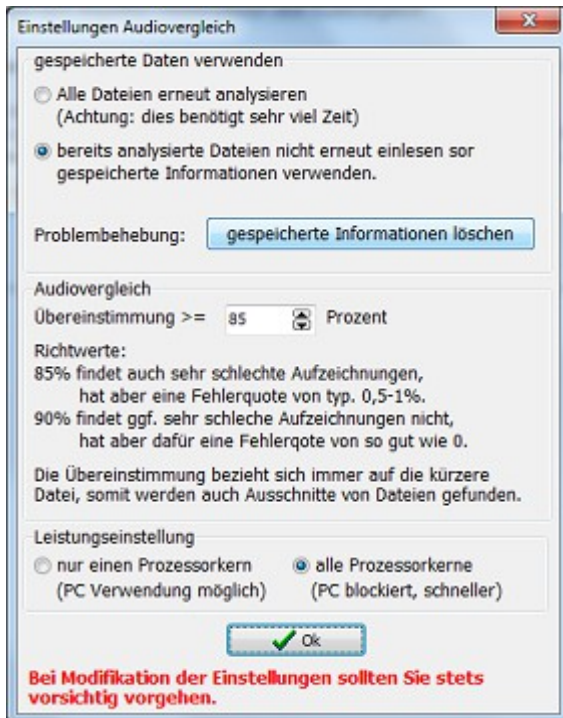 Einstellungen Audiovergleich
gespeicherte Daten verwenden
Alle Dateien erneut analysieren
(Achtung: dies benötigt sehr viel Zeit)
bereits analysierte Dateien nicht erneut einlesen sor
gespeicherte Informationen verwenden.
Problembehebung: gespeicherte Informationen löschen
Audiovergleich
Übereinstimmung >= 85 Prozent
Richtwerte:
85% findet auch sehr schlechte Aufzeichnungen,
hat aber eine Fehlerquote von typ. 0,5-1%.
90% findet ggf. sehr schleche Aufzeichnungen nicht,
hat aber dafür eine Fehlerqote von so gut wie 0.
Die Übereinstimmung bezieht sich immer auf die kürzere
Datei, somit werden auch Ausschnitte von Dateien gefunden.
Leistungseinstellung
nur einen Prozessorkern alle Prozessorkerne
(PC Verwendung möglich) (PC blockiert, schneller)
Ok
Bei Modifikation der Einstellungen sollten Sie stets
vorsichtig vorgehen.